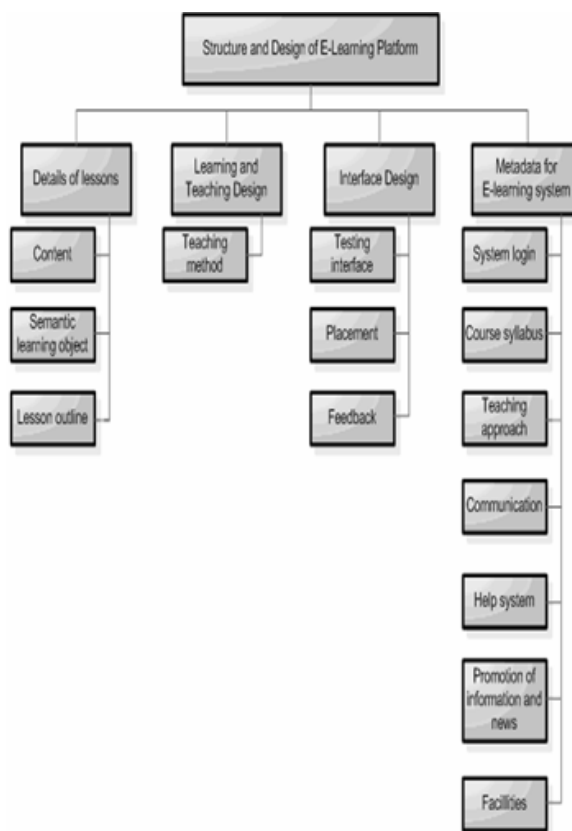 Structure and Design of E-Learning Platform
Details of lessons
Learning and
Teaching Design
Interface Design
Metadata for
E-learning system
Content
Teaching
method
Testing
interface
System login
Semantic
learning object
Placement
Course syllabus
Lesson outline
Feedback
Teaching
approach
Communication
Help system
Promotion of
information and
news
Facillities